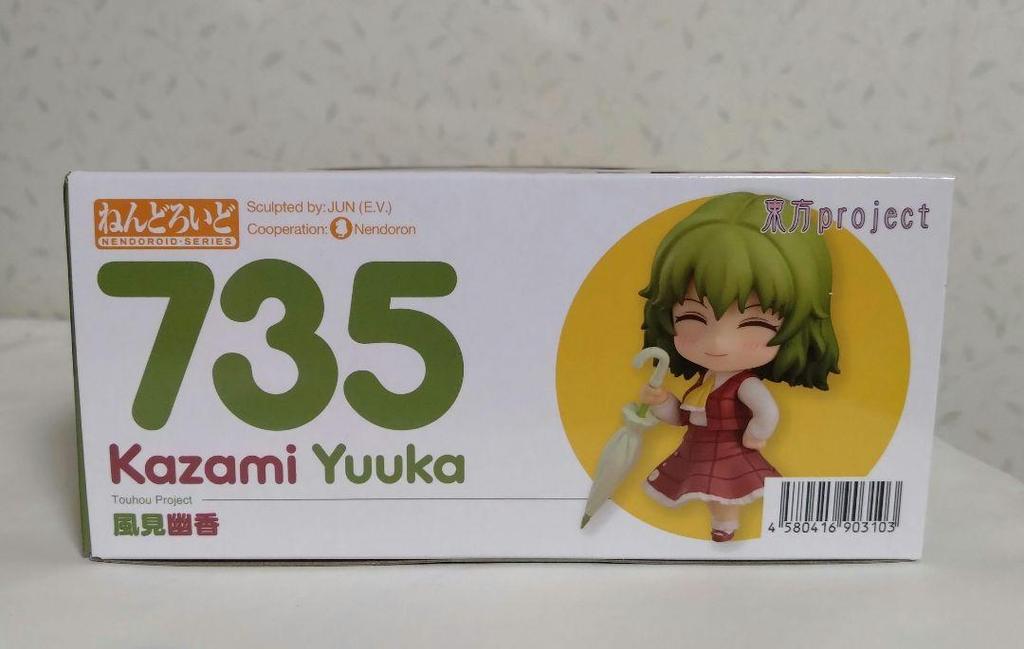 ねんどろいど
NENDOROID・SERIES
Sculpted by: JUN (E.V.)
Cooperation: Nendoron
735
Kazami Yuuka
Touhou Project
風見幽香
東方project
4 580416 903103